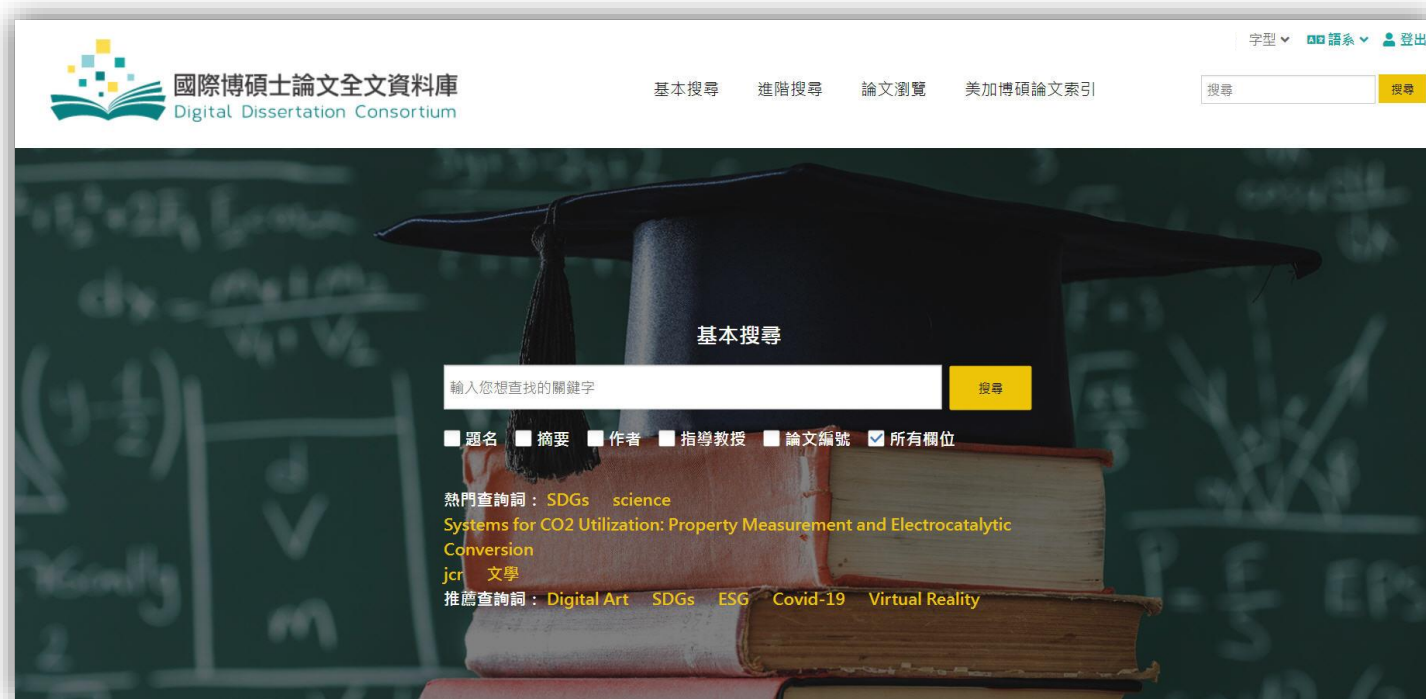 字型 語系 登出
國際博碩士論文全文資料庫
Digital Dissertation Consortium
基本搜尋 進階搜尋 論文瀏覽 美加博碩論文索引
搜尋 搜尋
基本搜尋
輸入您想查找的關鍵字 搜尋
題名 摘要 作者 指導教授 論文編號 所有欄位
熱門查詢詞： SDGs science
Systems for CO2 Utilization: Property Measurement and Electrocatalytic
Conversion
jcr 文學
推薦查詢詞： Digital Art SDGs ESG Covid-19 Virtual Reality